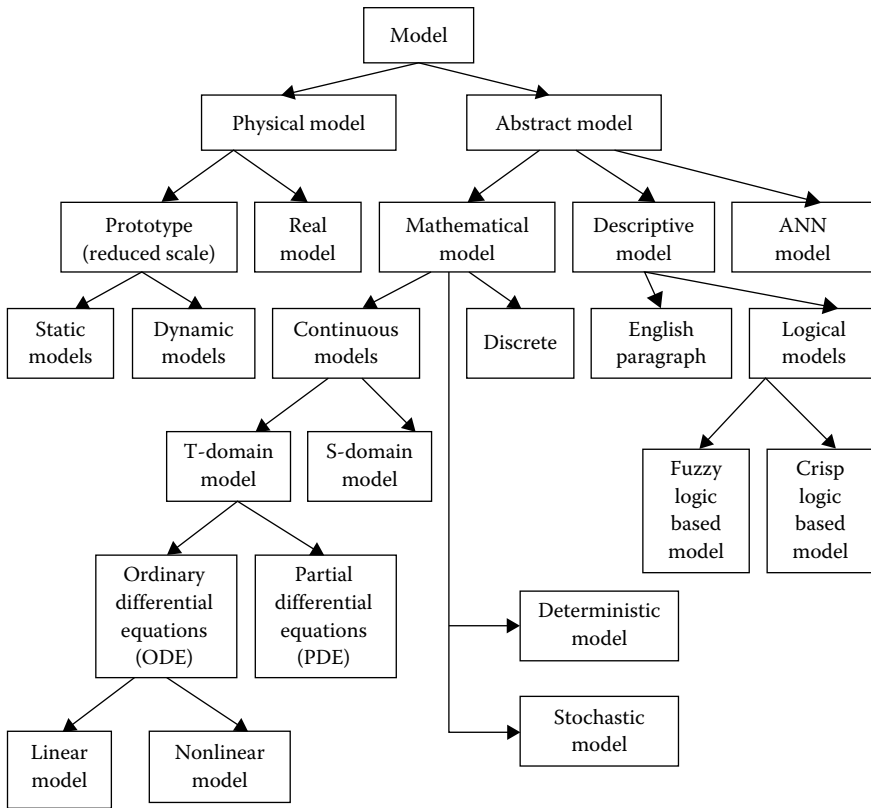 Model
Physical model
Abstract model
Prototype
(reduced scale)
Real
model
Mathematical
model
Descriptive
model
ANN
model
Static
models
Dynamic
models
Continuous
models
Discrete
English
paragraph
Logical
models
T-domain
model
S-domain
model
Fuzzy
logic
based
model
Crisp
logic
based
model
Ordinary
differential
equations
(ODE)
Partial
differential
equations
(PDE)
Deterministic
model
Stochastic
model
Linear
model
Nonlinear
model